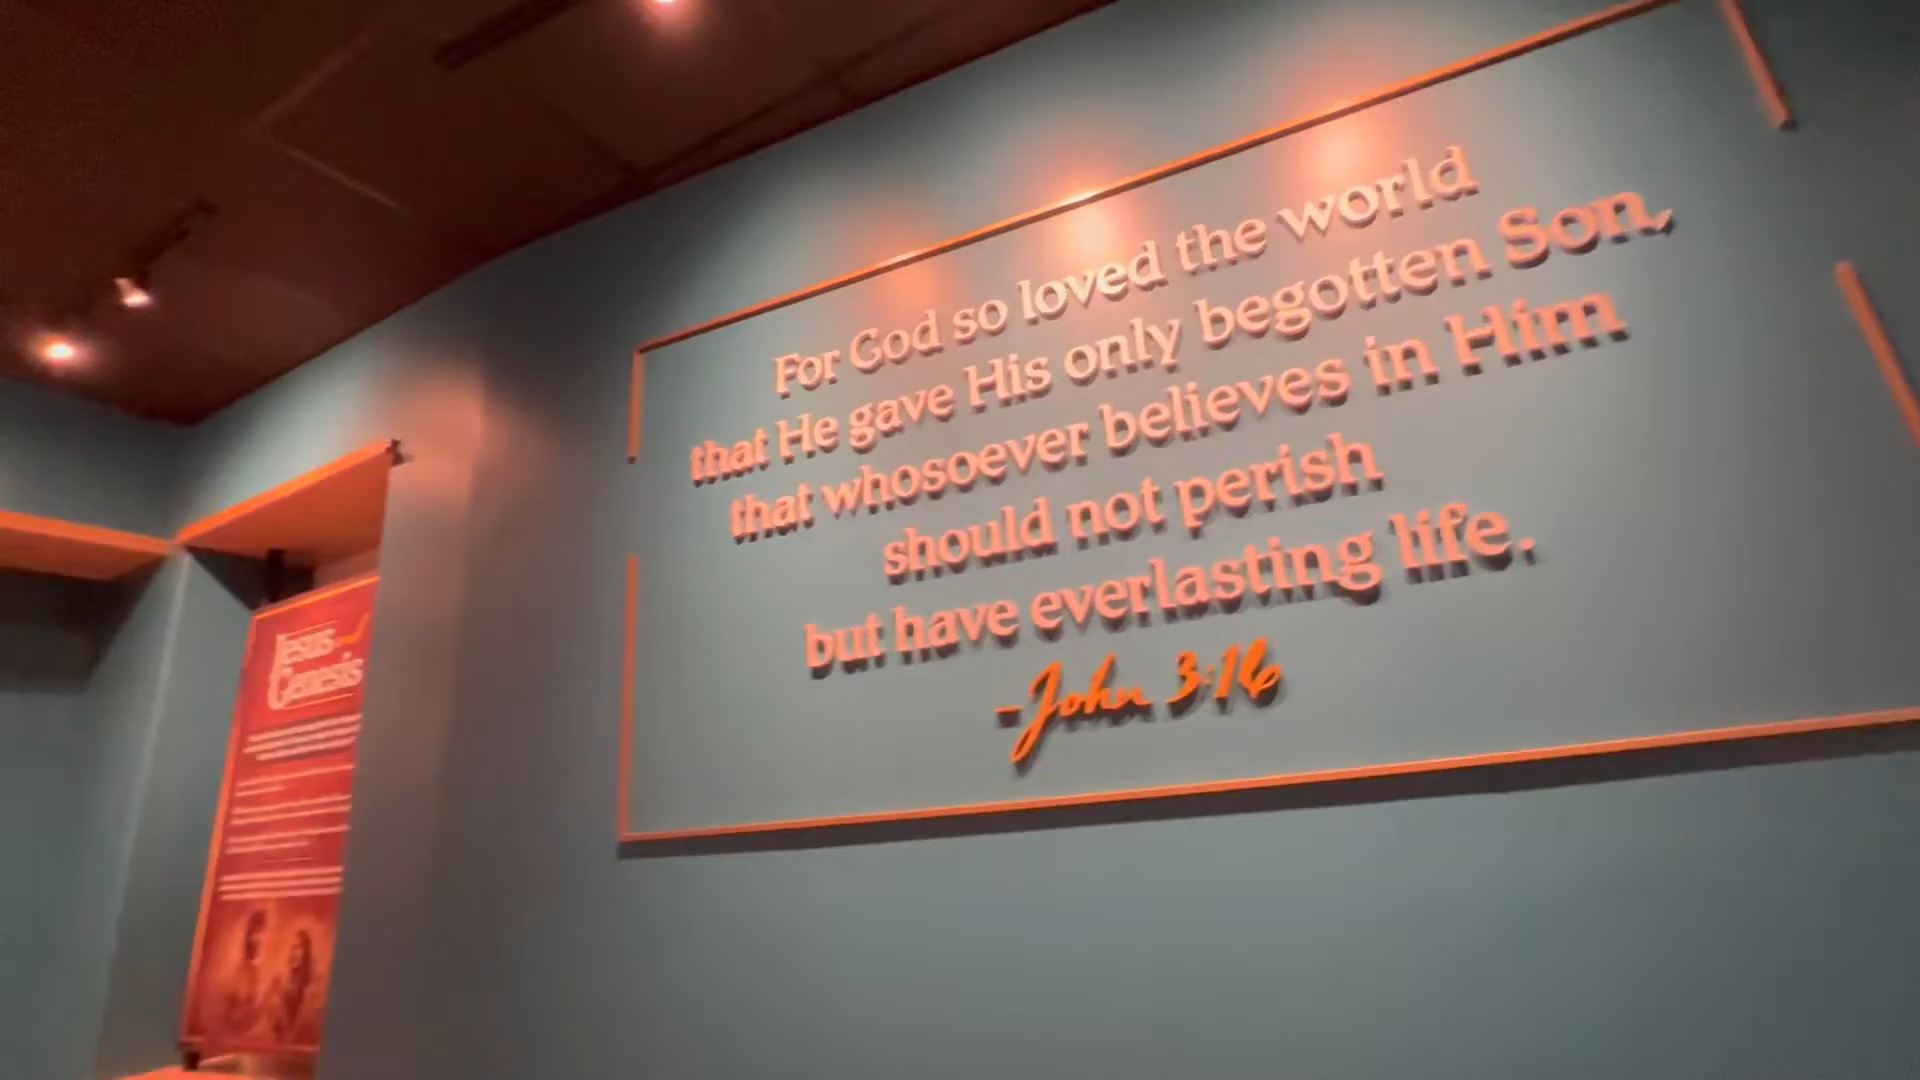 For God so loved the world
that He gave His only begotten Son,
that whosoever believes in Him
should not perish
but have everlasting life.
-John 3:16
Jesus
Genesis